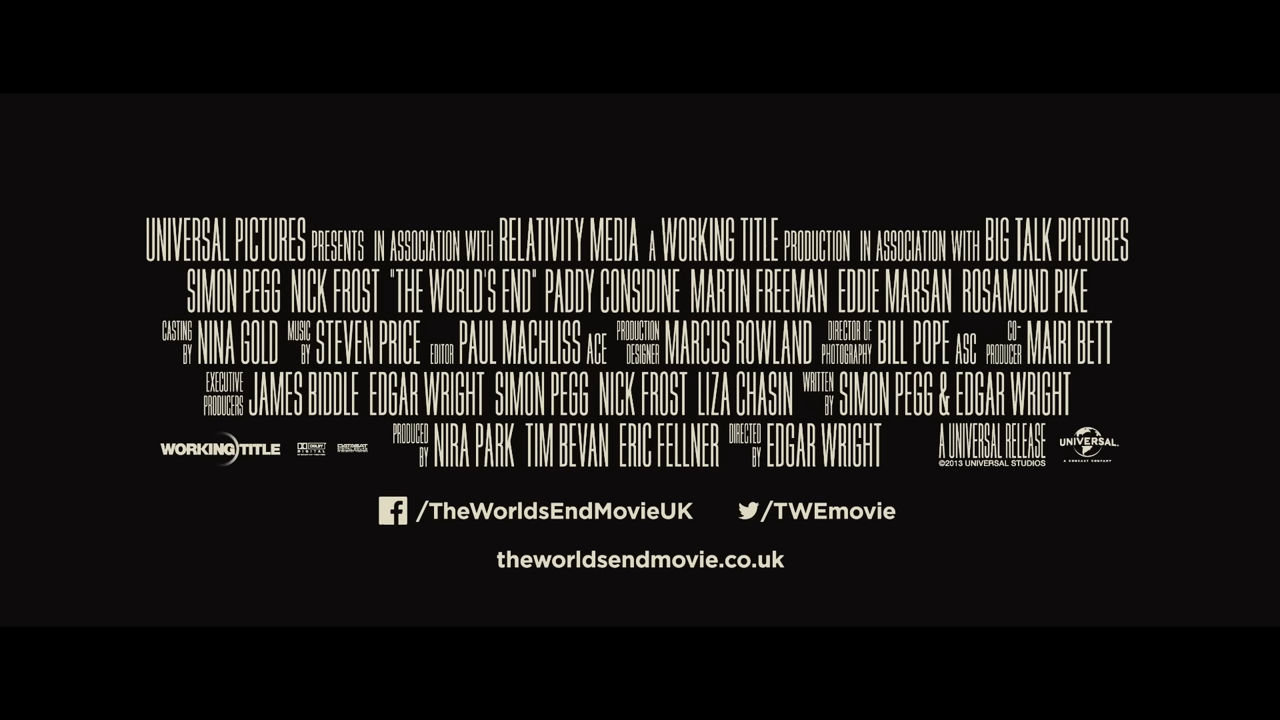 UNIVERSAL PICTURES PRESENTS IN ASSOCIATION WITH RELATIVITY MEDIA A WORKING TITLE PRODUCTION IN ASSOCIATION WITH BIG TALK PICTURES
SIMON PEGG NICK FROST "THE WORLD'S END" PADDY CONSIDINE MARTIN FREEMAN EDDIE MARSAN ROSAMUND PIKE
CASTING BY NINA GOLD MUSIC BY STEVEN PRICE EDITOR PAUL MACHLISS ACE PRODUCTION DESIGNER MARCUS ROWLAND DIRECTOR OF PHOTOGRAPHY BILL POPE ASC CO-PRODUCER MAIRI BETT
EXECUTIVE PRODUCERS JAMES BIDDLE EDGAR WRIGHT SIMON PEGG NICK FROST LIZA CHASIN WRITTEN BY SIMON PEGG & EDGAR WRIGHT
WORKING TITLE DOLBY DIGITAL PRODUCED BY NIRA PARK TIM BEVAN ERIC FELLNER DIRECTED BY EDGAR WRIGHT A UNIVERSAL RELEASE ©2013 UNIVERSAL STUDIOS UNIVERSAL A COMCAST COMPANY
/TheWorldsEndMovieUK /TWEmovie
theworldsendmovie.co.uk